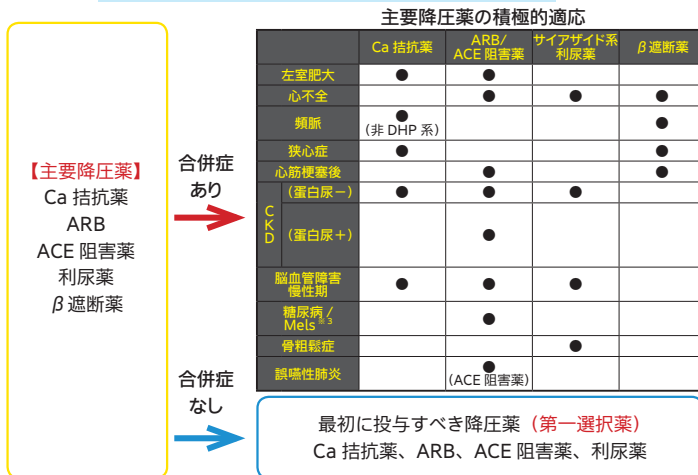 主要降圧薬の積極的適応
【主要降圧薬】
Ca 拮抗薬
ARB
ACE 阻害薬
利尿薬
β 遮断薬
合併症
あり
合併症
なし
Ca 拮抗薬
ARB/
ACE 阻害薬
サイアザイド系
利尿薬
β 遮断薬
左室肥大 ● ●
心不全 ● ● ●
頻脈 ● ●
(非 DHP 系)
狭心症 ● ●
心筋梗塞後 ● ●
CKD
(蛋白尿－) ● ● ●
(蛋白尿＋) ●
脳血管障害
慢性期 ● ● ●
糖尿病 /
MeIs ※3 ●
骨粗鬆症 ●
誤嚥性肺炎 ●
(ACE 阻害薬)
最初に投与すべき降圧薬（第一選択薬）
Ca 拮抗薬、ARB、ACE 阻害薬、利尿薬